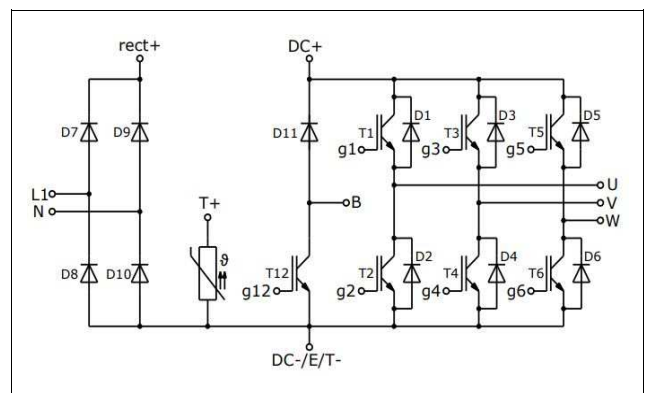 rect+ DC+
D7 D9 D11 T1 D1 T3 D3 T5 D5
g1 g3 g5
L1 U
N T+ B V
W
ϑ
D8 D10 T12 T2 D2 T4 D4 T6 D6
g12 g2 g4 g6
DC-/E/T-